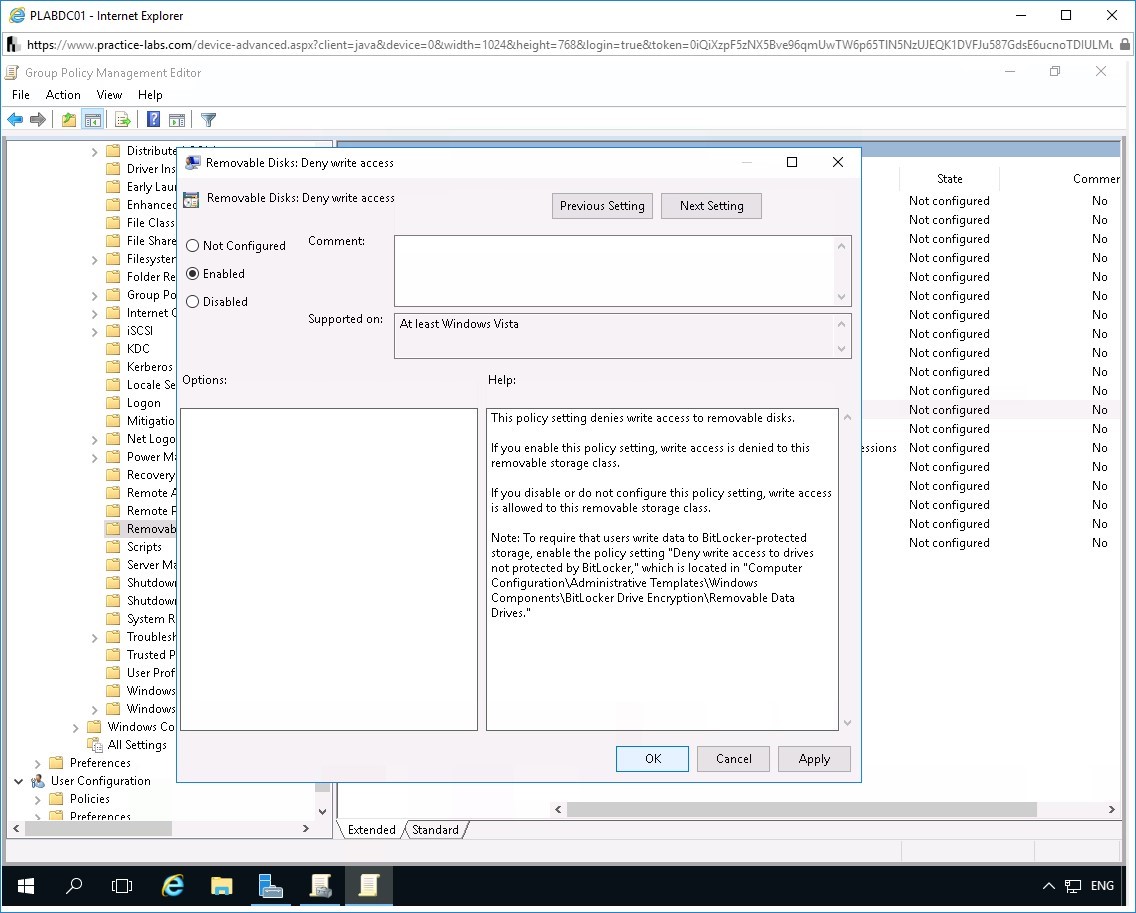 PLABDC01 - Internet Explorer
https://www.practice-labs.com/device-advanced.aspx?client=java&device=0&width=1024&height=768&login=true&token=0iQiXzpF5zNX5Bve96qmUwTW6p65TIN5NzUJEQK1DVFJu587GdsE6ucnoTDIULMu
Group Policy Management Editor
File Action View Help
Distribute
Driver Ins
Early Lau
Enhanced
File Class
File Share
Filesystem
Folder Re
Group Po
Internet C
iSCSI
KDC
Kerberos
Locale Se
Logon
Mitigatio
Net Logo
Power Ma
Recovery
Remote A
Remote P
Removab
Scripts
Server Ma
Shutdown
Shutdown
System R
Troublesh
Trusted P
User Prof
Windows
Windows
Windows Co
All Settings
Preferences
User Configuration
Policies
Preferences
Removable Disks: Deny write access
Removable Disks: Deny write access
Previous Setting Next Setting
Not Configured
Enabled
Disabled
Comment:
Supported on:
At least Windows Vista
Options:
Help:
This policy setting denies write access to removable disks.
If you enable this policy setting, write access is denied to this
removable storage class.
If you disable or do not configure this policy setting, write access
is allowed to this removable storage class.
Note: To require that users write data to BitLocker-protected
storage, enable the policy setting "Deny write access to drives
not protected by BitLocker," which is located in "Computer
Configuration\Administrative Templates\Windows
Components\BitLocker Drive Encryption\Removable Data
Drives."
OK Cancel Apply
State Commer
Not configured No
Not configured No
Not configured No
Not configured No
Not configured No
Not configured No
Not configured No
Not configured No
Not configured No
Not configured No
Not configured No
Not configured No
Not configured No
essions Not configured No
Not configured No
Not configured No
Not configured No
Not configured No
Not configured No
Extended Standard
ENG